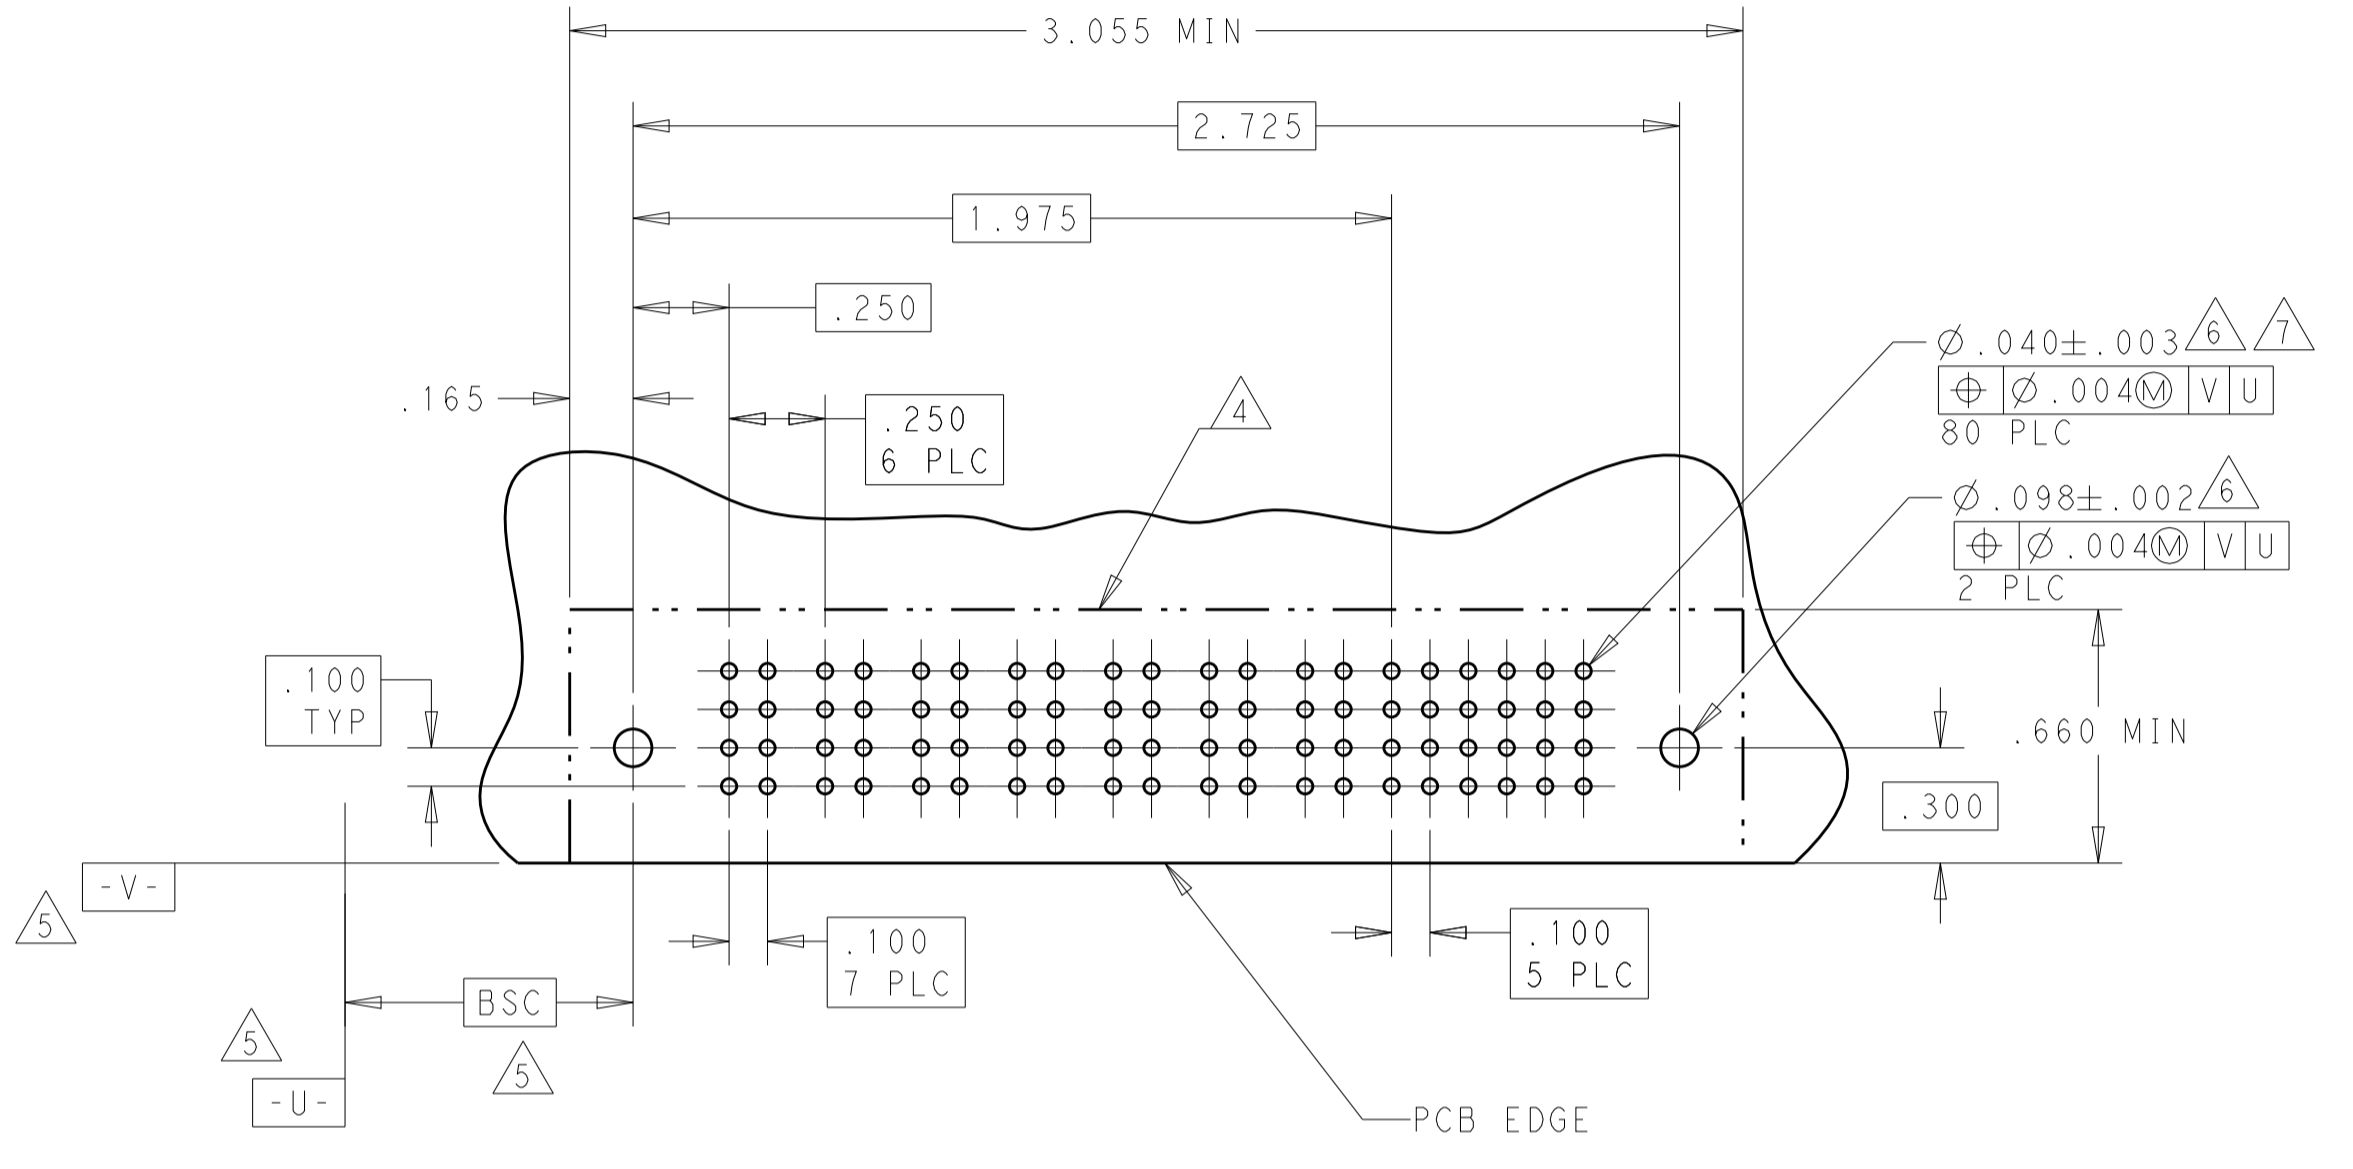 3.055 MIN
2.725
1.975
.250
.165
.250
6 PLC
4
Ø.040±.003 6 7
⌖ Ø.004Ⓜ V U
80 PLC
Ø.098±.002 6
⌖ Ø.004Ⓜ V U
2 PLC
.100
TYP
.660 MIN
.300
-V-
5
.100
7 PLC
.100
5 PLC
BSC
5
5
-U-
PCB EDGE